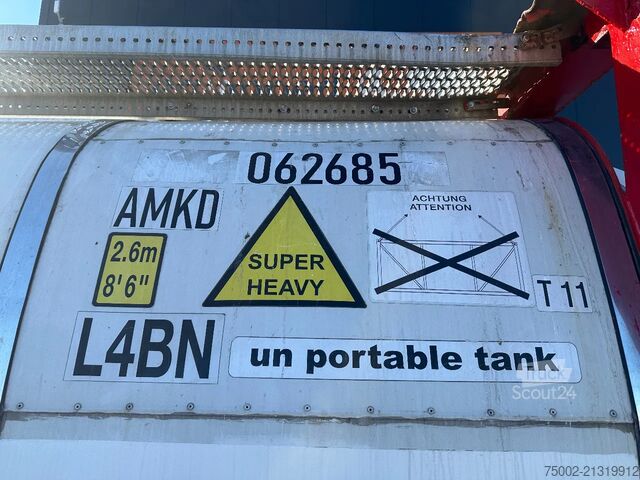 062685
AMKD
ACHTUNG
ATTENTION
2.6m
8'6"
SUPER
HEAVY
T 11
L4BN
un portable tank
Truck
Scout24
75002-21319912